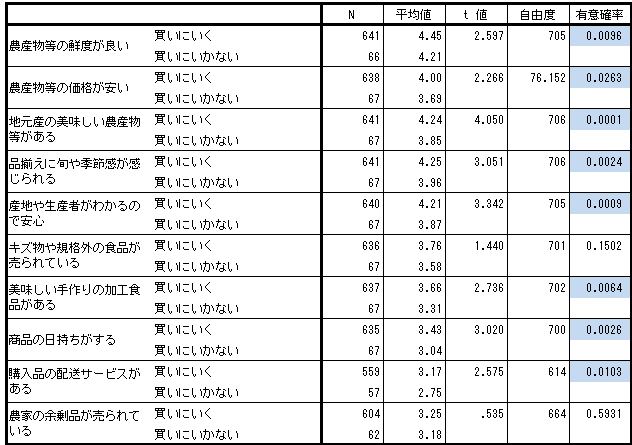 N 平均値 t 値 自由度 有意確率
農産物等の鮮度が良い 買いにいく 641 4.45 2.597 705 0.0096
買いにいかない 66 4.21
農産物等の価格が安い 買いにいく 638 4.00 2.266 76.152 0.0263
買いにいかない 67 3.69
地元産の美味しい農産物 買いにいく 641 4.24 4.050 706 0.0001
等がある 買いにいかない 67 3.85
品揃えに旬や季節感が感 買いにいく 641 4.25 3.051 706 0.0024
じられる 買いにいかない 67 3.96
産地や生産者がわかるの 買いにいく 640 4.21 3.342 705 0.0009
で安心 買いにいかない 67 3.87
キズ物や規格外の食品が 買いにいく 636 3.76 1.440 701 0.1502
売られている 買いにいかない 67 3.58
美味しい手作りの加工食 買いにいく 637 3.66 2.736 702 0.0064
品がある 買いにいかない 67 3.31
商品の日持ちがする 買いにいく 635 3.43 3.020 700 0.0026
買いにいかない 67 3.04
購入品の配送サービスが 買いにいく 559 3.17 2.575 614 0.0103
ある 買いにいかない 57 2.75
農家の余剰品が売られて 買いにいく 604 3.25 .535 664 0.5931
いる 買いにいかない 62 3.18